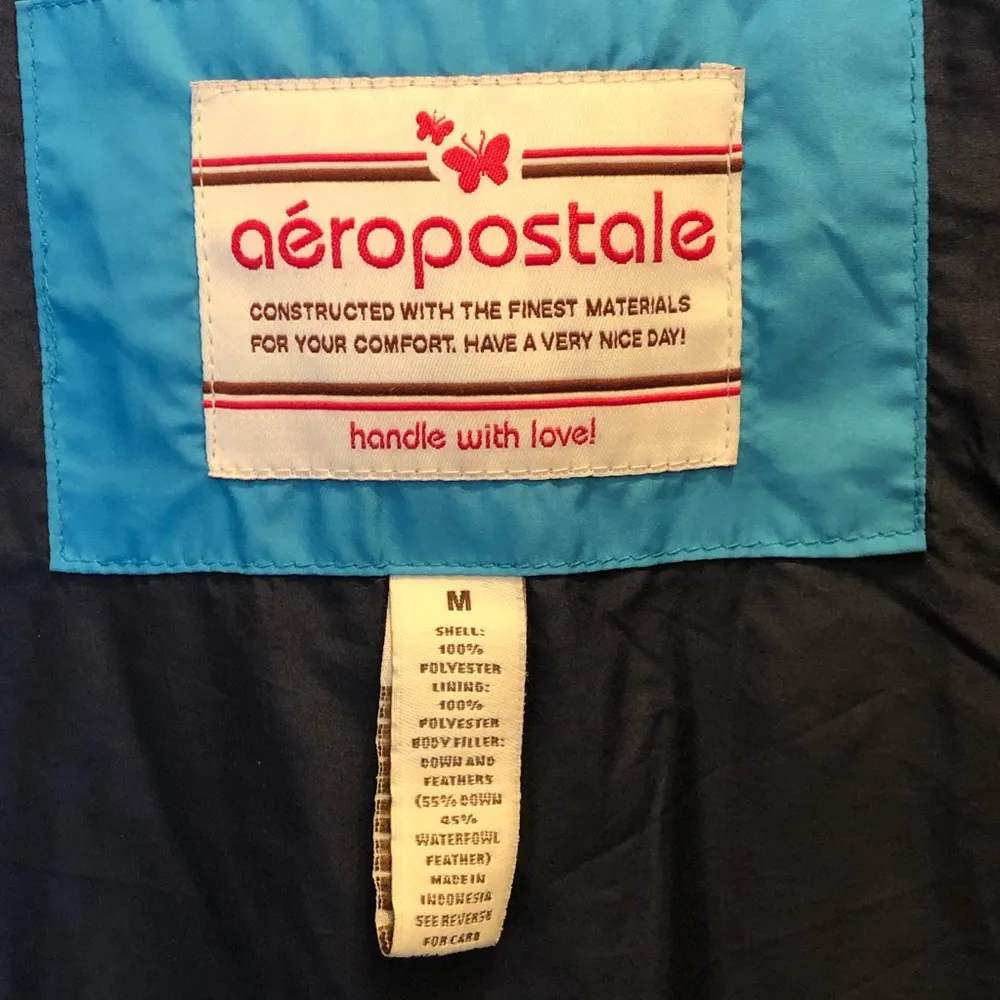 aéropostale
CONSTRUCTED WITH THE FINEST MATERIALS
FOR YOUR COMFORT. HAVE A VERY NICE DAY!
handle with love!
M
SHELL:
100%
POLYESTER
LINING:
100%
POLYESTER
BODY FILLER:
DOWN AND
FEATHERS
(55% DOWN
45%
WATERFOWL
FEATHER)
MADE IN
INDONESIA
SEE REVERSE
FOR CARE